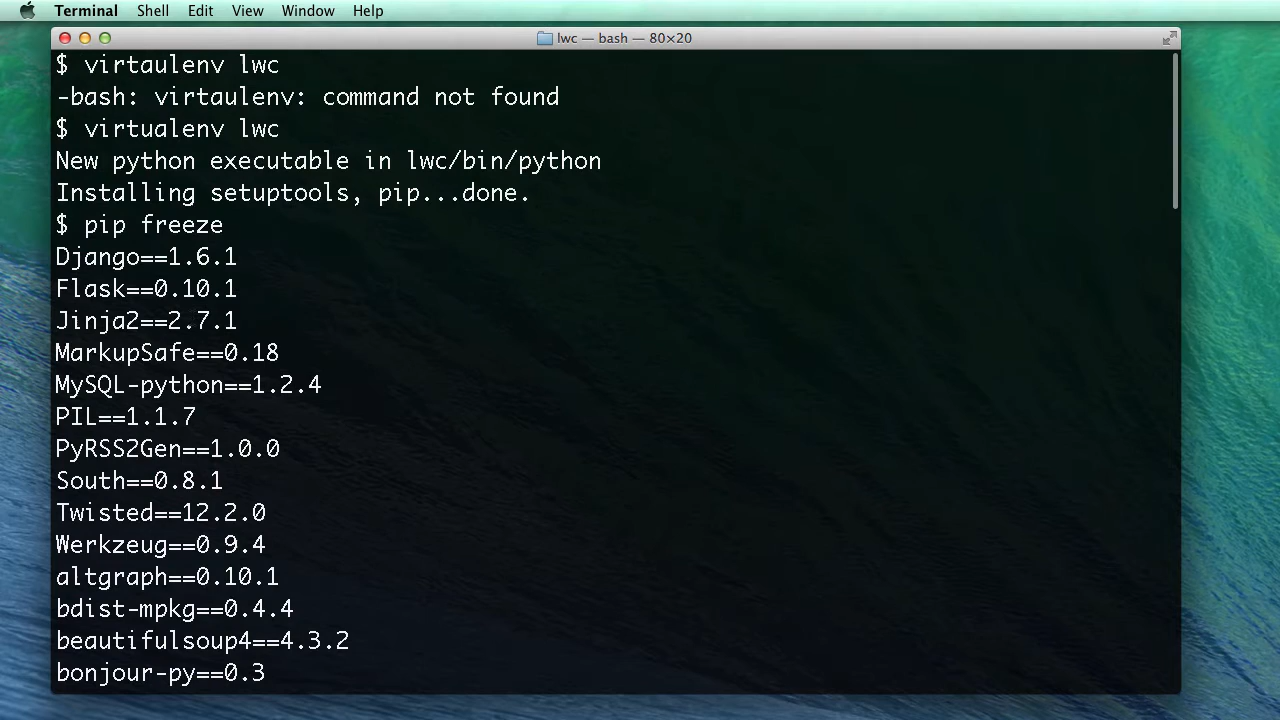 Terminal Shell Edit View Window Help
lwc — bash — 80×20
$ virtaulenv lwc
-bash: virtaulenv: command not found
$ virtualenv lwc
New python executable in lwc/bin/python
Installing setuptools, pip...done.
$ pip freeze
Django==1.6.1
Flask==0.10.1
Jinja2==2.7.1
MarkupSafe==0.18
MySQL-python==1.2.4
PIL==1.1.7
PyRSS2Gen==1.0.0
South==0.8.1
Twisted==12.2.0
Werkzeug==0.9.4
altgraph==0.10.1
bdist-mpkg==0.4.4
beautifulsoup4==4.3.2
bonjour-py==0.3